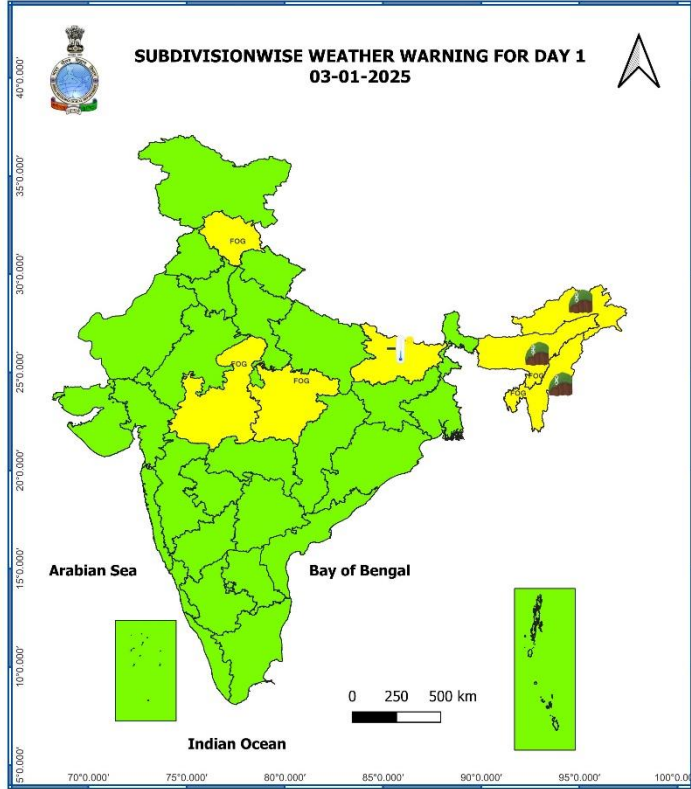 SUBDIVISIONWISE WEATHER WARNING FOR DAY 1
03-01-2025
40°0.000'
35°0.000'
30°0.000'
25°0.000'
20°0.000'
15°0.000'
10°0.000'
5°0.000'
FOG
FOG
FOG
FOG
FOG
Arabian Sea
Bay of Bengal
0 250 500 km
Indian Ocean
70°0.000' 75°0.000' 80°0.000' 85°0.000' 90°0.000' 95°0.000' 100°0.0